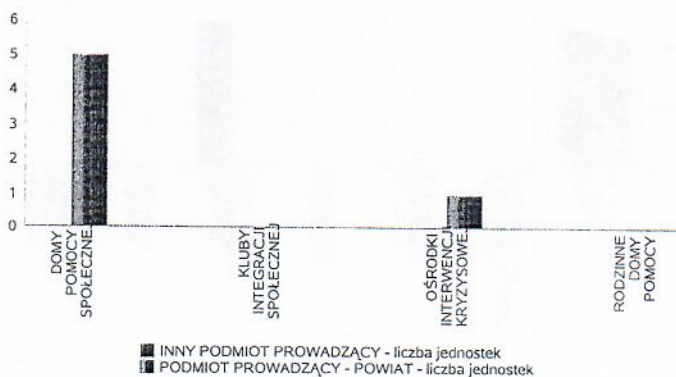 6
5
4
3
2
1
0
DOMY
POMOCY
SPOŁECZNEJ
KLUBY
INTEGRACJI
SPOŁECZNEJ
OŚRODKI
INTERWENCJI
KRYZYSOWEJ
RODZINNE
DOMY
POMOCY
INNY PODMIOT PROWADZĄCY - liczba jednostek
PODMIOT PROWADZĄCY - POWIAT - liczba jednostek